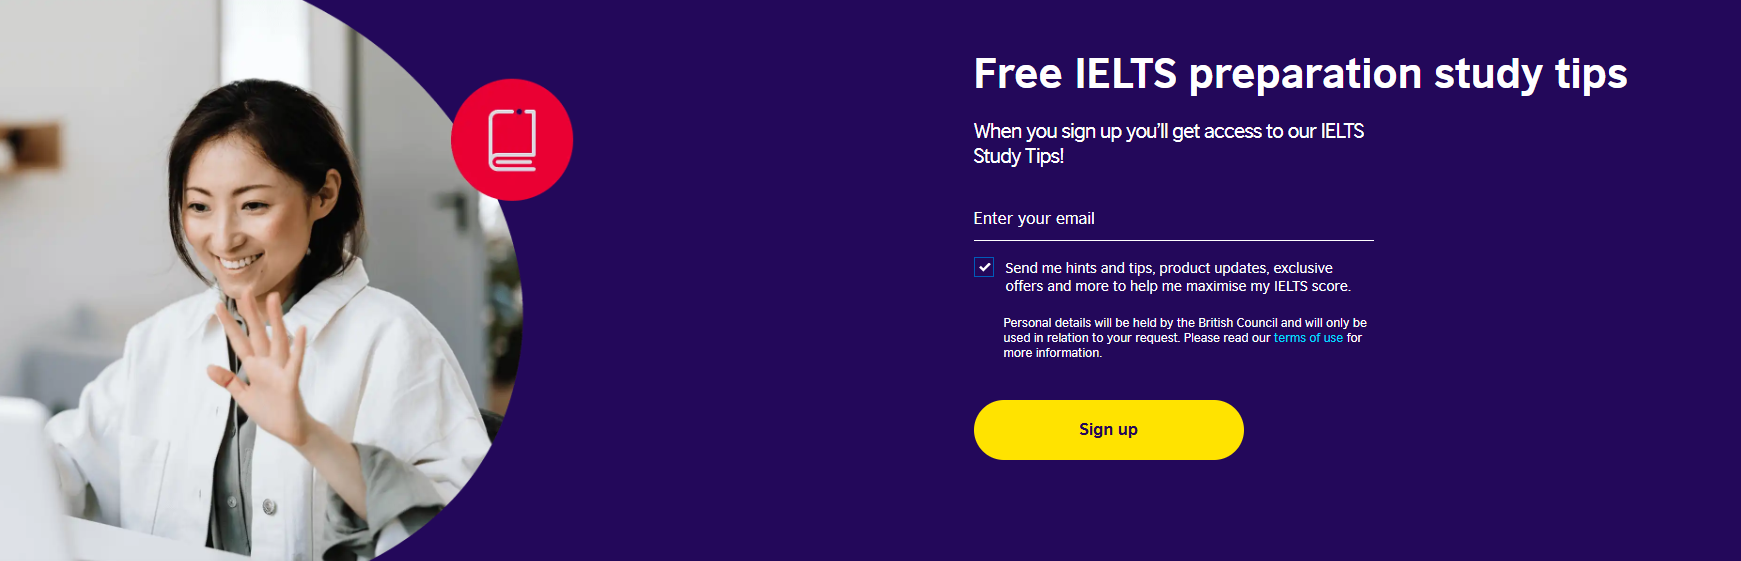 Free IELTS preparation study tips
When you sign up you'll get access to our IELTS
Study Tips!
Enter your email
Send me hints and tips, product updates, exclusive
offers and more to help me maximise my IELTS score.
Personal details will be held by the British Council and will only be
used in relation to your request. Please read our terms of use for
more information.
Sign up